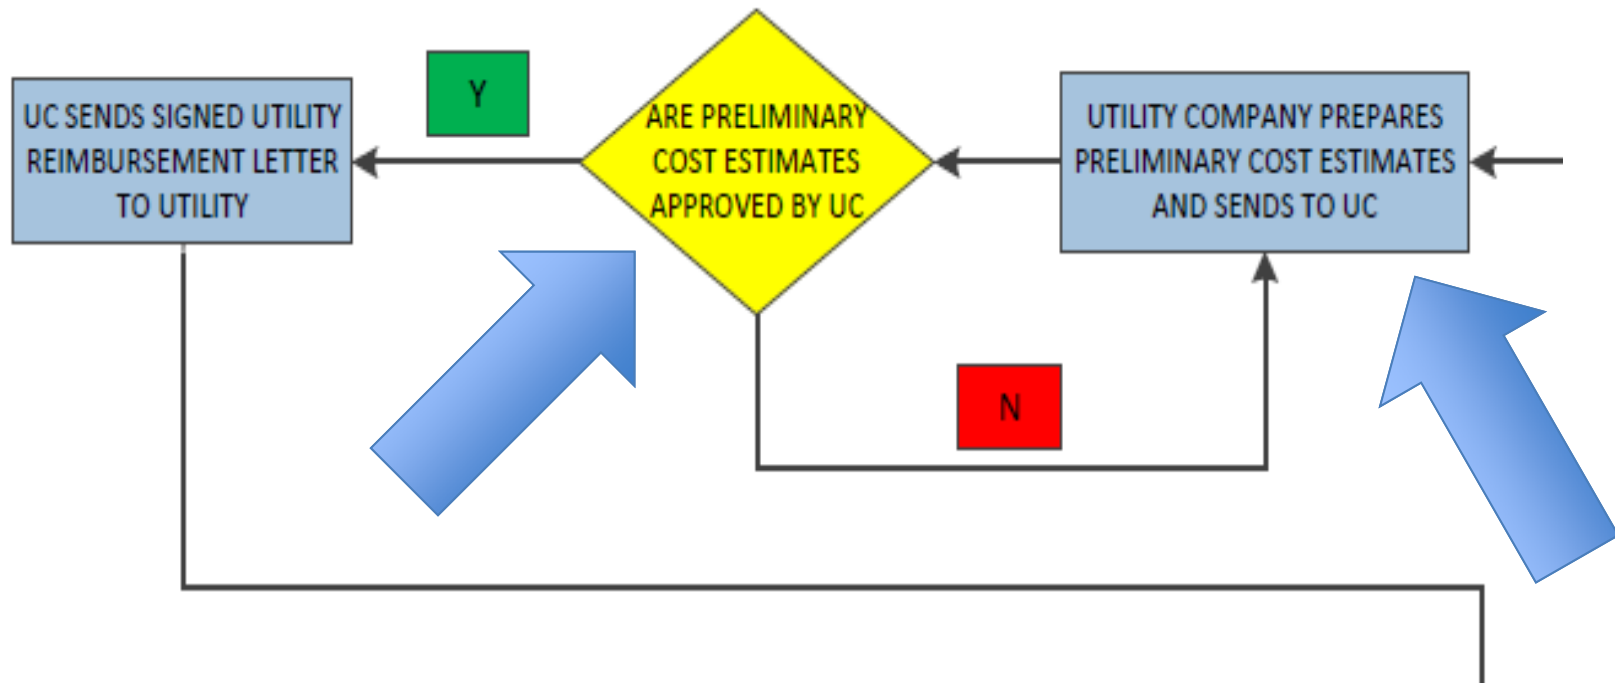 UC SENDS SIGNED UTILITY
REIMBURSEMENT LETTER
TO UTILITY
Y
ARE PRELIMINARY
COST ESTIMATES
APPROVED BY UC
N
UTILITY COMPANY PREPARES
PRELIMINARY COST ESTIMATES
AND SENDS TO UC